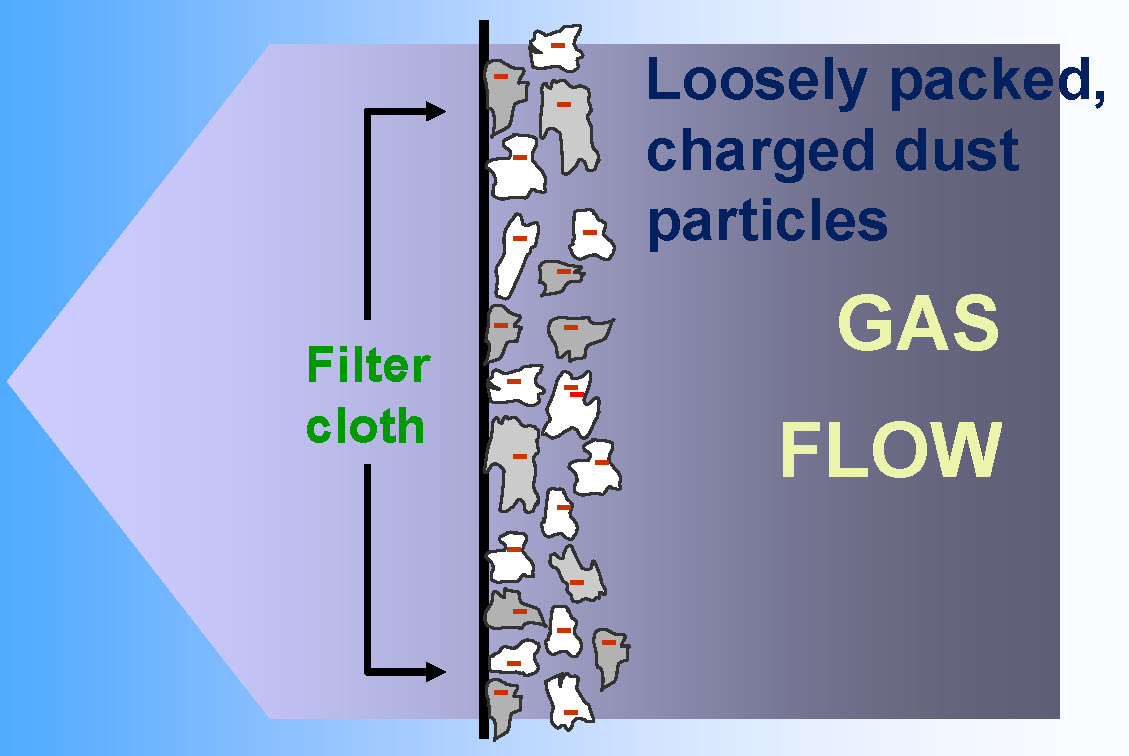 Loosely packed,
charged dust
particles
GAS
FLOW
Filter
cloth